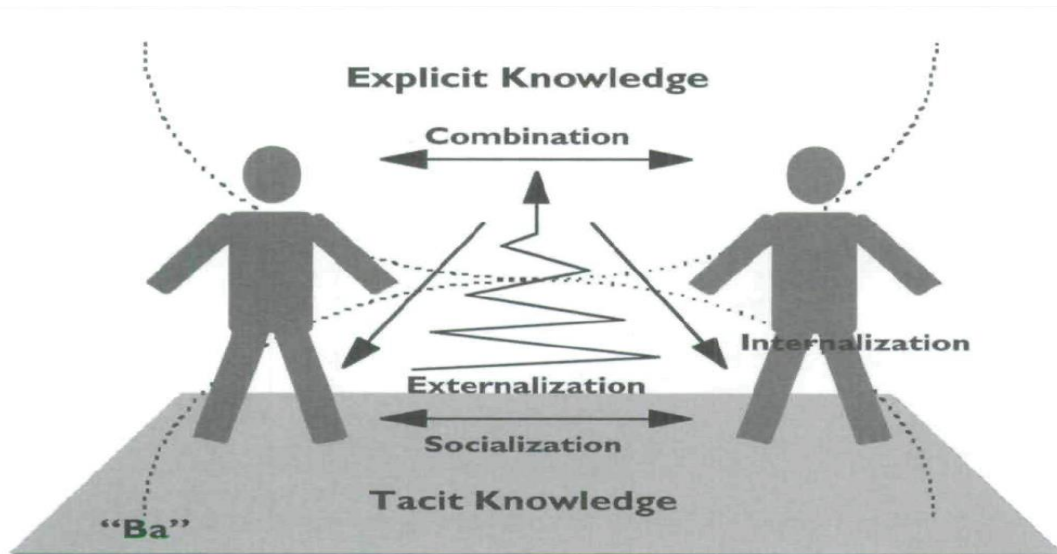 Explicit Knowledge
Combination
Internalization
Externalization
Socialization
Tacit Knowledge
“Ba”